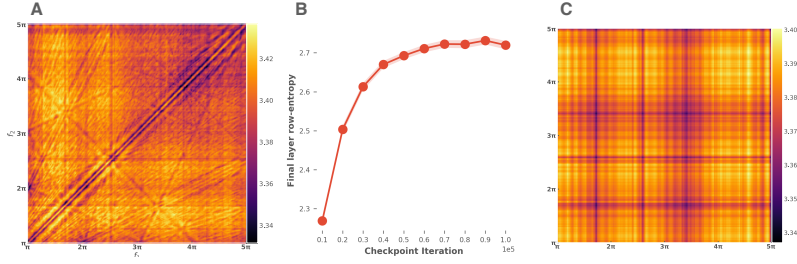 A
B
C
5π
4π
3π
2π
π
f₂
π
2π
3π
4π
5π
f₁
3.42
3.40
3.38
3.36
3.34
Final layer row-entropy
2.7
2.6
2.4
2.3
0.1 0.2 0.3 0.4 0.5 0.6 0.7 0.8 0.9 1.0
1e5
Checkpoint Iteration
5π
4π
3π
2π
π
π
2π
3π
4π
5π
3.40
3.39
3.38
3.37
3.36
3.35
3.34